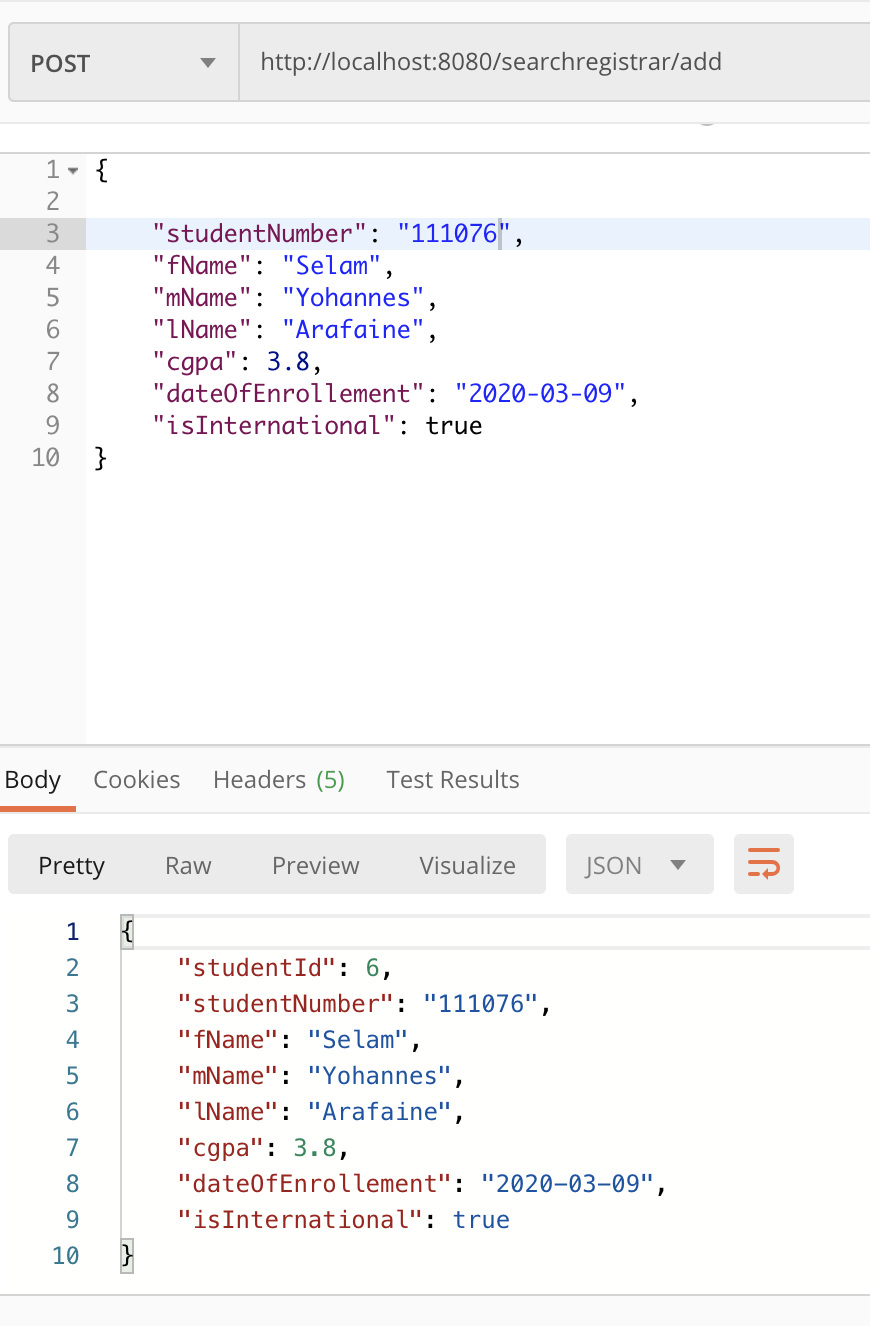 POST http://localhost:8080/searchregistrar/add
1 {
2
3 "studentNumber": "111076",
4 "fName": "Selam",
5 "mName": "Yohannes",
6 "lName": "Arafaine",
7 "cgpa": 3.8,
8 "dateOfEnrollement": "2020-03-09",
9 "isInternational": true
10 }
Body Cookies Headers (5) Test Results
Pretty Raw Preview Visualize JSON
1 {
2 "studentId": 6,
3 "studentNumber": "111076",
4 "fName": "Selam",
5 "mName": "Yohannes",
6 "lName": "Arafaine",
7 "cgpa": 3.8,
8 "dateOfEnrollement": "2020-03-09",
9 "isInternational": true
10 }